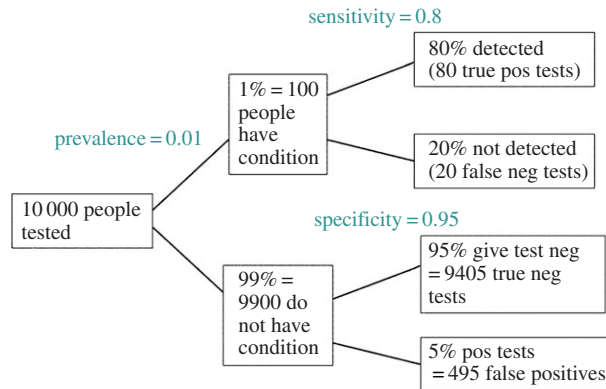 sensitivity = 0.8
80% detected
(80 true pos tests)
1% = 100
people
have
condition
prevalence = 0.01
20% not detected
(20 false neg tests)
10 000 people
tested
specificity = 0.95
95% give test neg
= 9405 true neg
tests
99% =
9900 do
not have
condition
5% pos tests
= 495 false positives